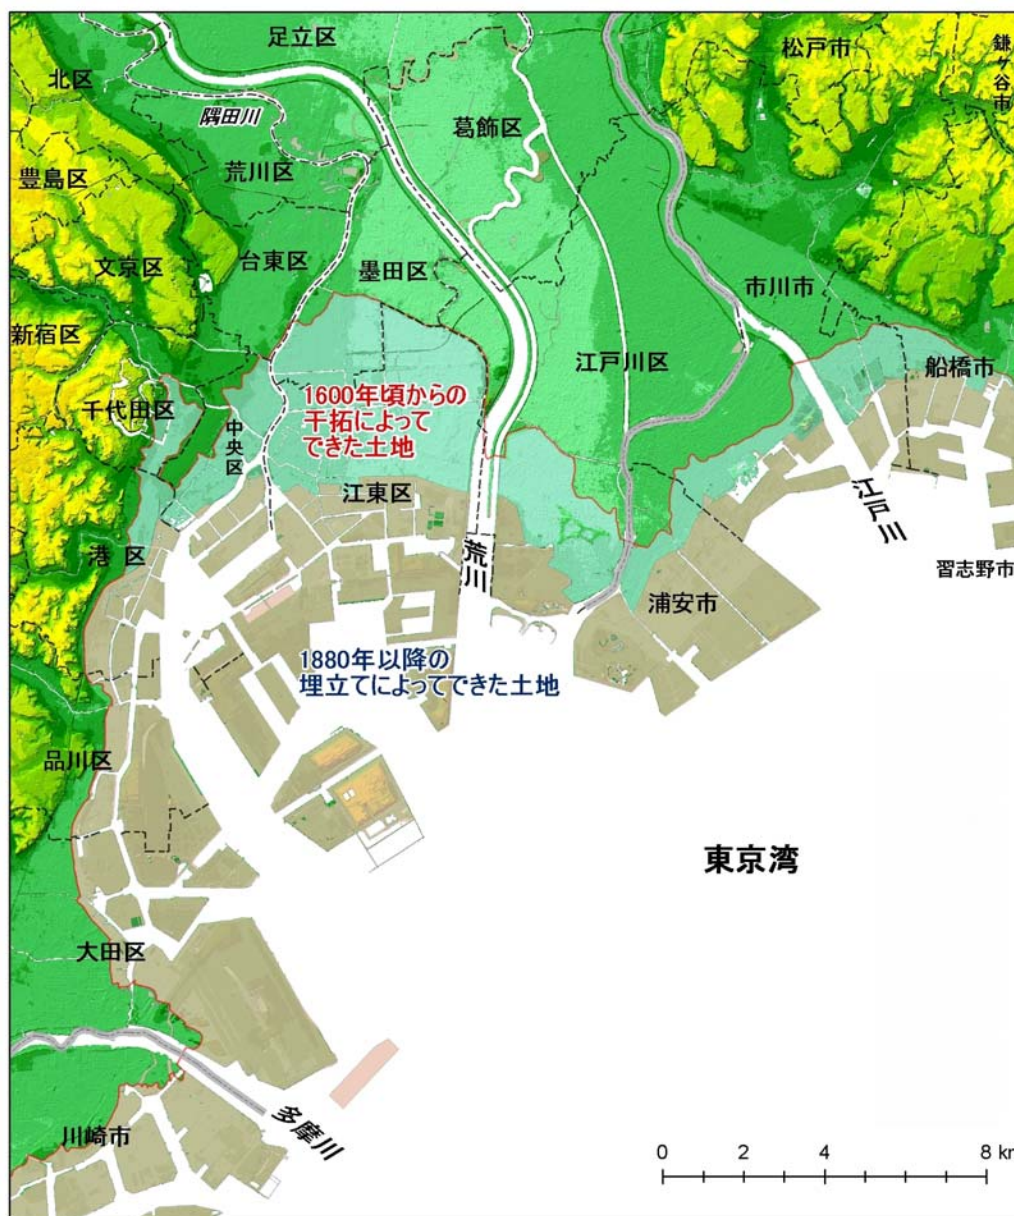 足立区
松戸市
鎌ケ谷市
北区
隅田川
葛飾区
荒川区
豊島区
文京区
台東区
墨田区
市川市
新宿区
江戸川区
船橋市
千代田区
1600年頃からの
干拓によって
できた土地
中央区
江東区
江戸川
港 区
荒川
習志野市
浦安市
1880年以降の
埋立てによってできた土地
品川区
東京湾
大田区
多摩川
川崎市
0 2 4 8 km